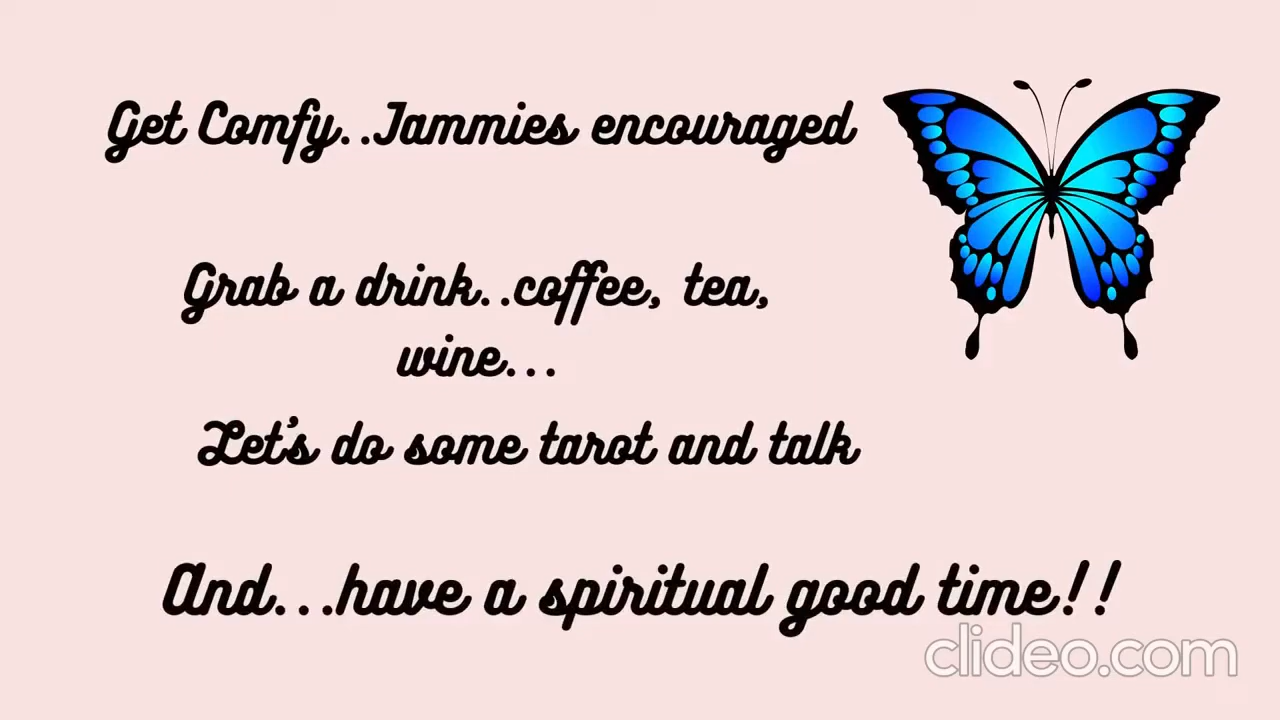 Get Comfy..Jammies encouraged
Grab a drink..coffee, tea,
wine...
Let's do some tarot and talk
And...have a spiritual good time!!
clideo.com